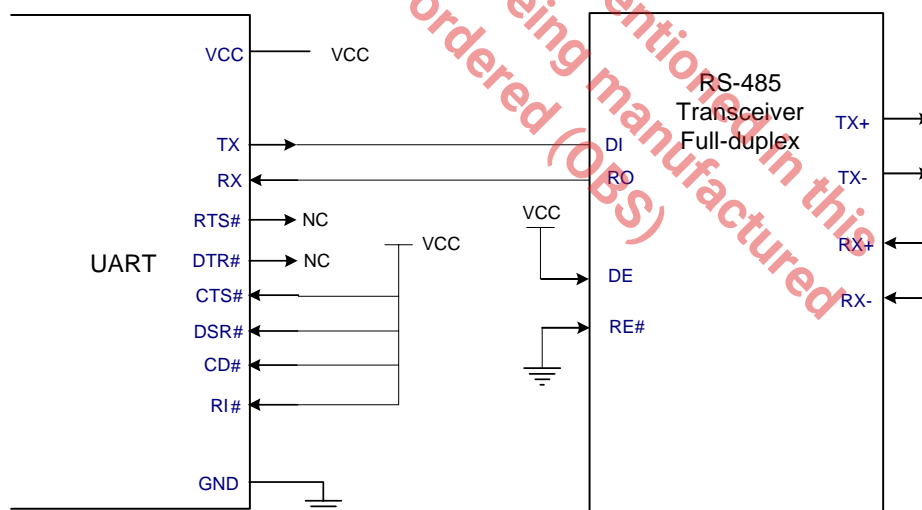 VCC
VCC
TX
RX
RTS#
NC
DTR#
NC
CTS#
DSR#
CD#
RI#
GND
UART
VCC
VCC
RS-485
Transceiver
Full-duplex
DI
RO
DE
RE#
TX+
TX-
RX+
RX-
entioned in this
eing manufactured
ordered (OBS)